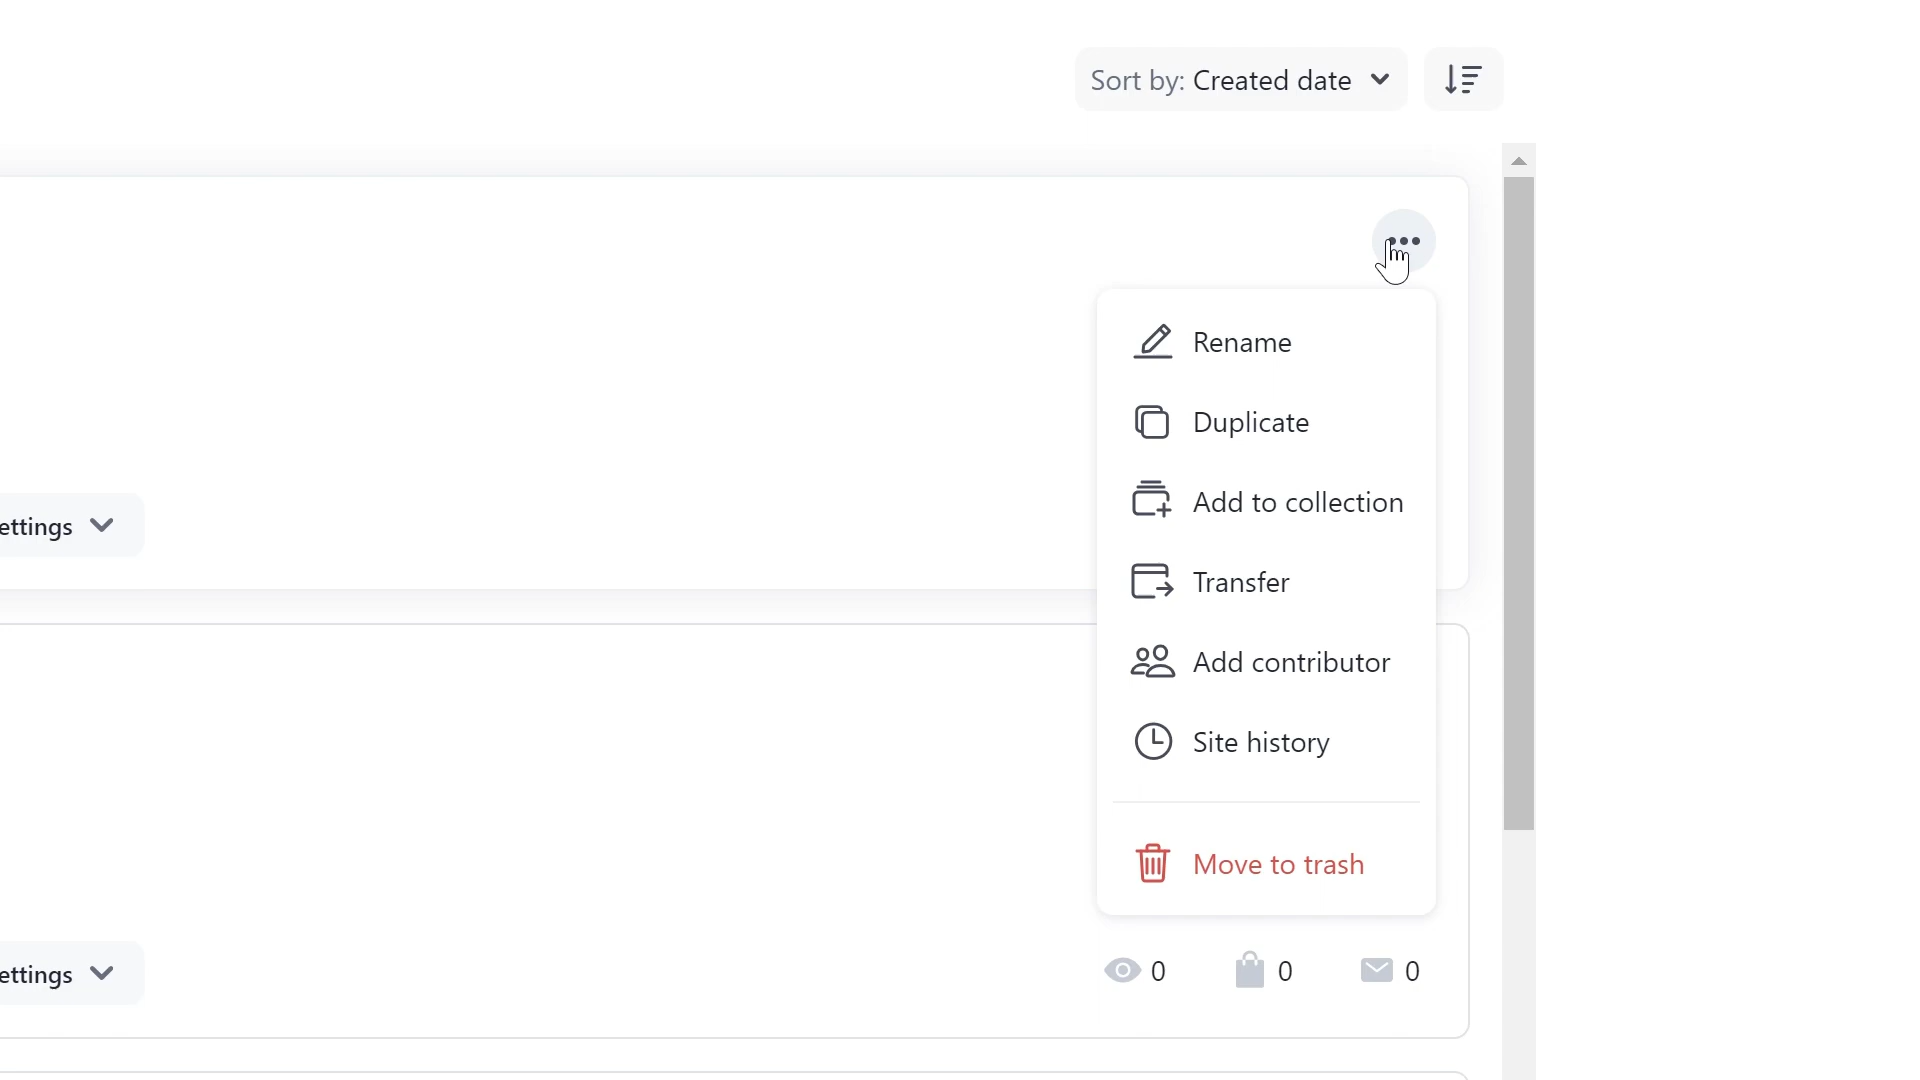 Sort by: Created date
Rename
Duplicate
Add to collection
ettings
Transfer
Add contributor
Site history
Move to trash
ettings
0 0 0